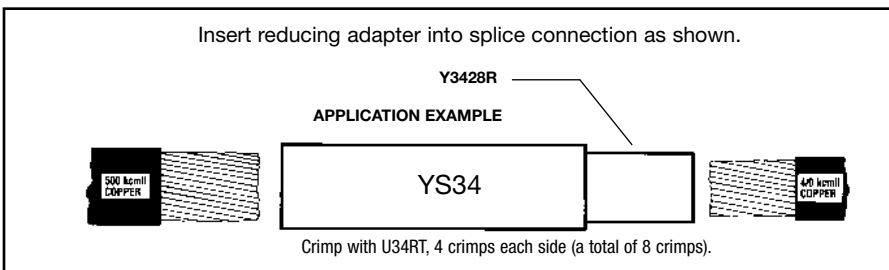 Insert reducing adapter into splice connection as shown.
Y3428R
APPLICATION EXAMPLE
500 kcmil
COPPER
YS34
4/0 kcmil
COPPER
Crimp with U34RT, 4 crimps each side (a total of 8 crimps).